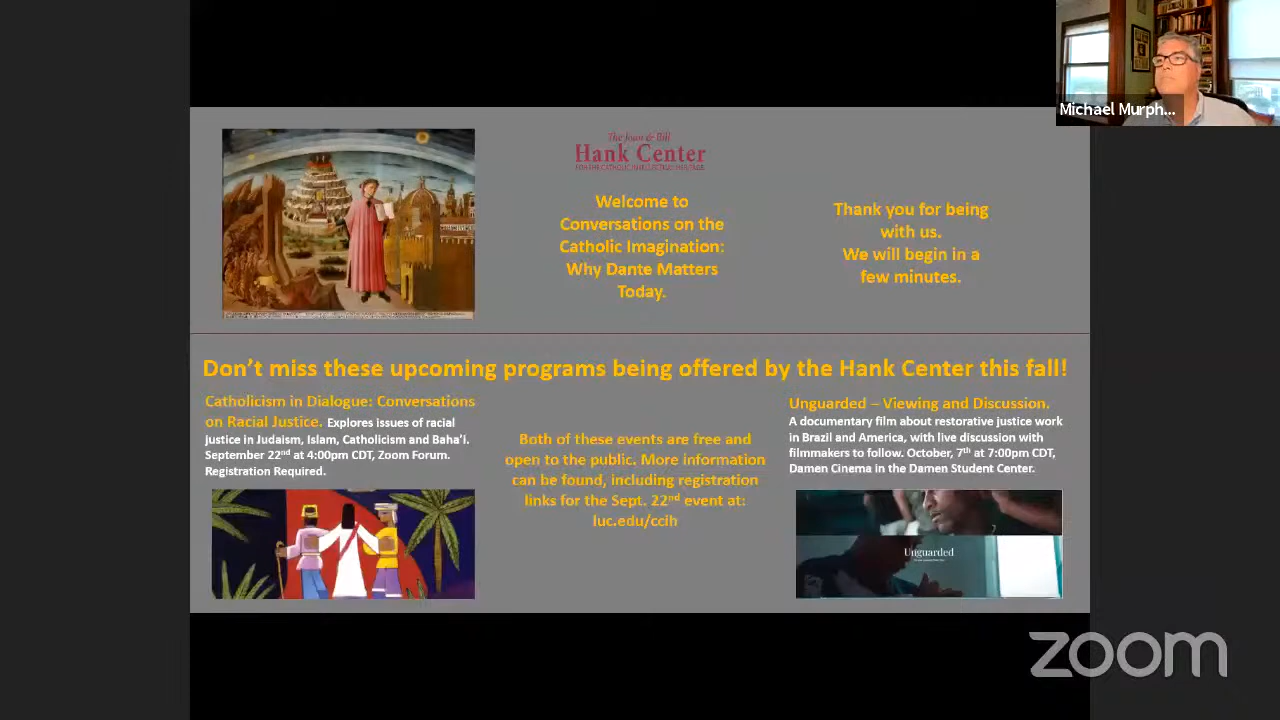 Michael Murph...
The Joan & Bill
Hank Center
FOR THE CATHOLIC INTELLECTUAL HERITAGE
Welcome to
Conversations on the
Catholic Imagination:
Why Dante Matters
Today.
Thank you for being
with us.
We will begin in a
few minutes.
Don't miss these upcoming programs being offered by the Hank Center this fall!
Catholicism in Dialogue: Conversations
on Racial Justice. Explores issues of racial
justice in Judaism, Islam, Catholicism and Baha'i.
September 22nd at 4:00pm CDT, Zoom Forum.
Registration Required.
Both of these events are free and
open to the public. More information
can be found, including registration
links for the Sept. 22nd event at:
luc.edu/ccih
Unguarded – Viewing and Discussion.
A documentary film about restorative justice work
in Brazil and America, with live discussion with
filmmakers to follow. October, 7th at 7:00pm CDT,
Damen Cinema in the Damen Student Center.
Unguarded
zoom